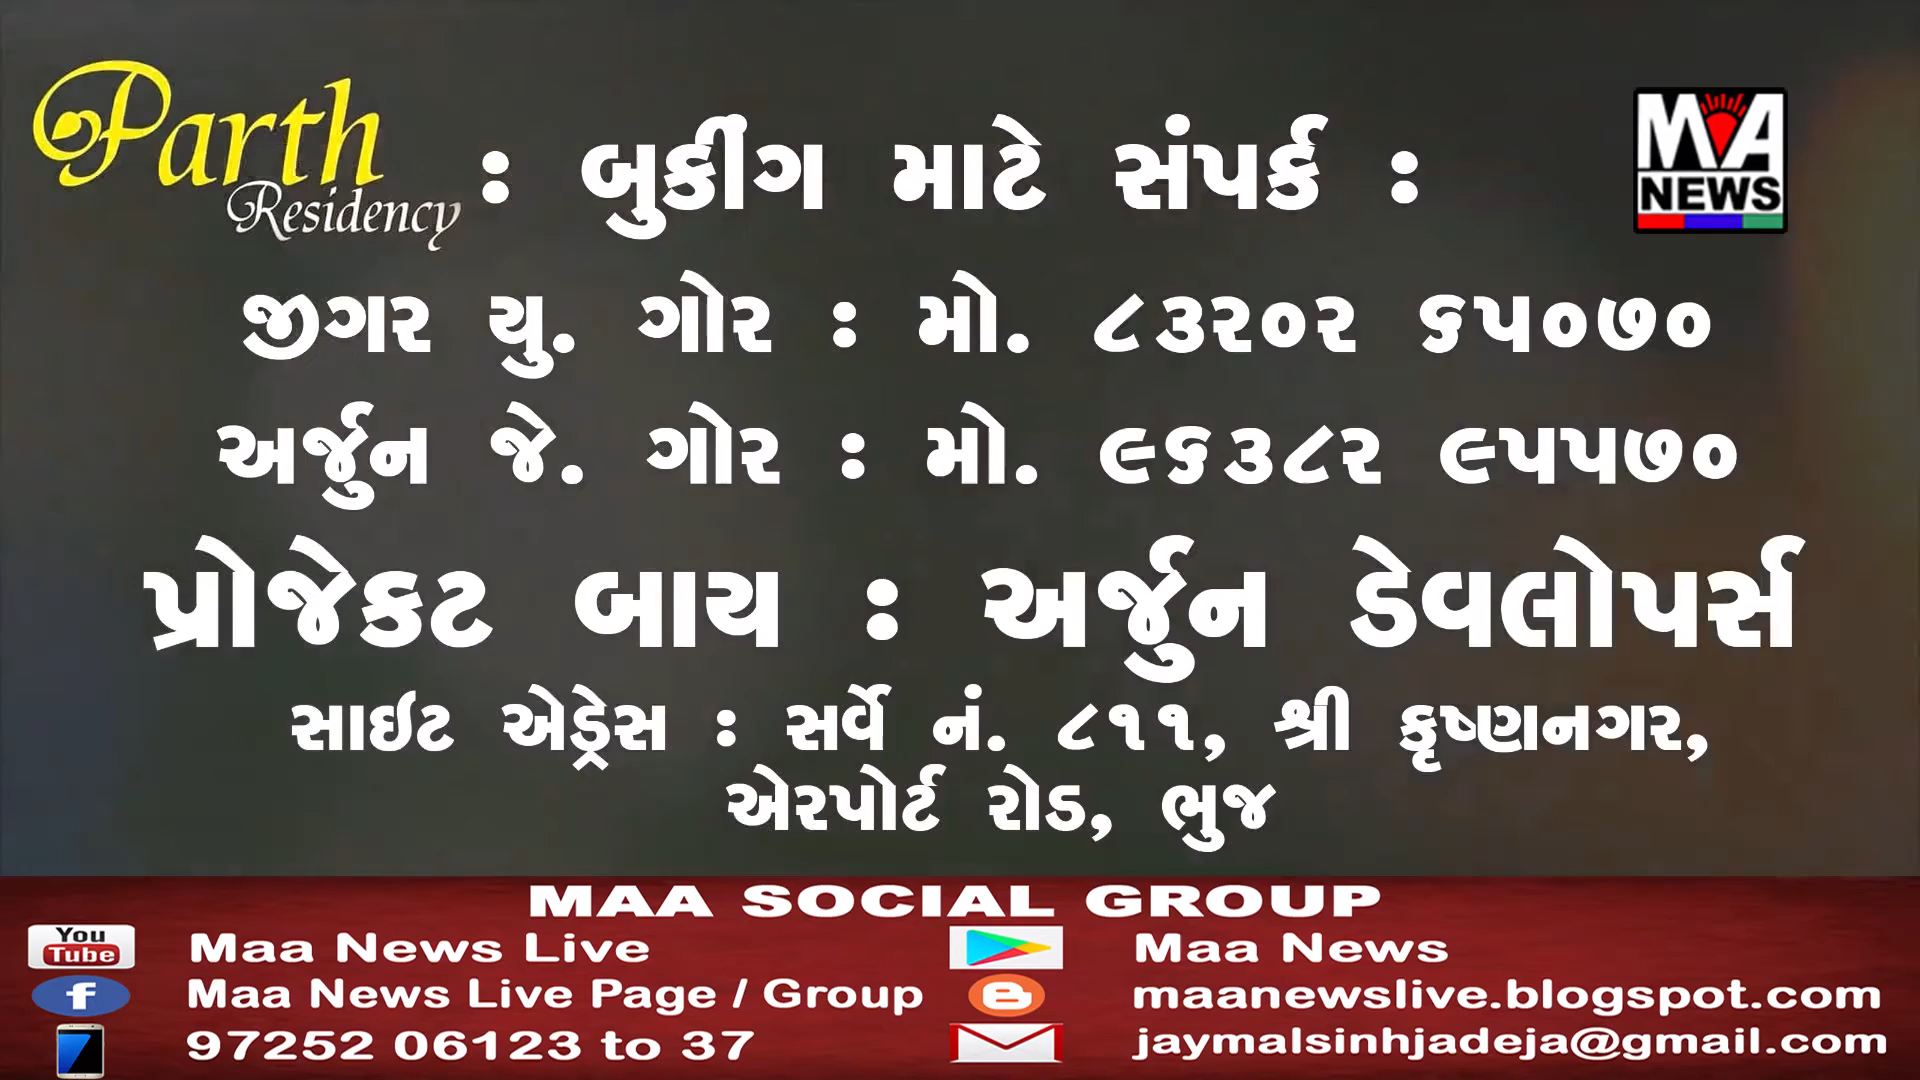 Parth
Residency
MAA
NEWS
: બુકીંગ માટે સંપર્ક :
જીગર યુ. ગોર : મો. ૮૩૨૦૨ ૬૫૦૭૦
અર્જુન જે. ગોર : મો. ૯૬૩૮૨ ૯૫૫૭૦
પ્રોજેકટ બાય : અર્જુન ડેવલોપર્સ
સાઇટ એડ્રેસ : સર્વે નં. ૮૧૧, શ્રી કૃષ્ણનગર,
એરપોર્ટ રોડ, ભુજ
MAA SOCIAL GROUP
You
Tube
Maa News Live
Maa News
f
Maa News Live Page / Group
maanewslive.blogspot.com
97252 06123 to 37
jaymalsinhjadeja@gmail.com